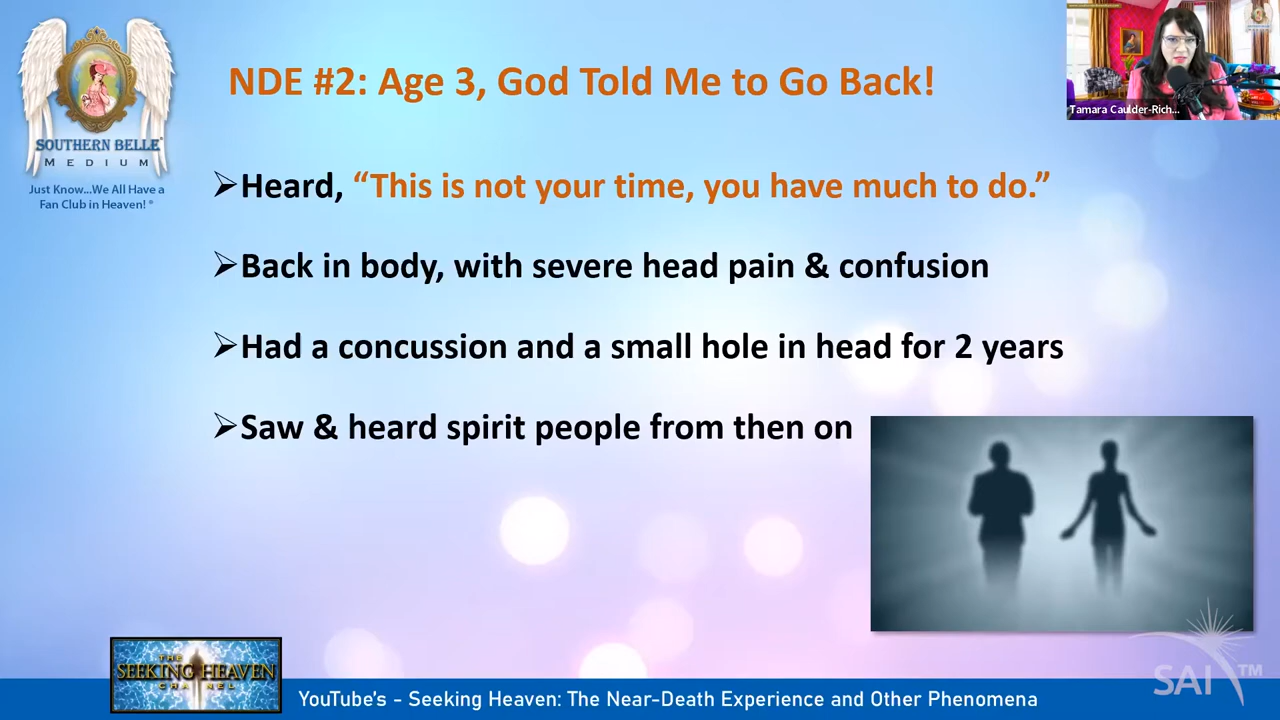 NDE #2: Age 3, God Told Me to Go Back!
Tamara Caulder-Rich...
SOUTHERN BELLE®
MEDIUM
Just Know...We All Have a
Fan Club in Heaven! ®
➢Heard, “This is not your time, you have much to do.”
➢Back in body, with severe head pain & confusion
➢Had a concussion and a small hole in head for 2 years
➢Saw & heard spirit people from then on
THE
SEEKING HEAVEN
CHANNEL
YouTube's - Seeking Heaven: The Near-Death Experience and Other Phenomena
SAI™